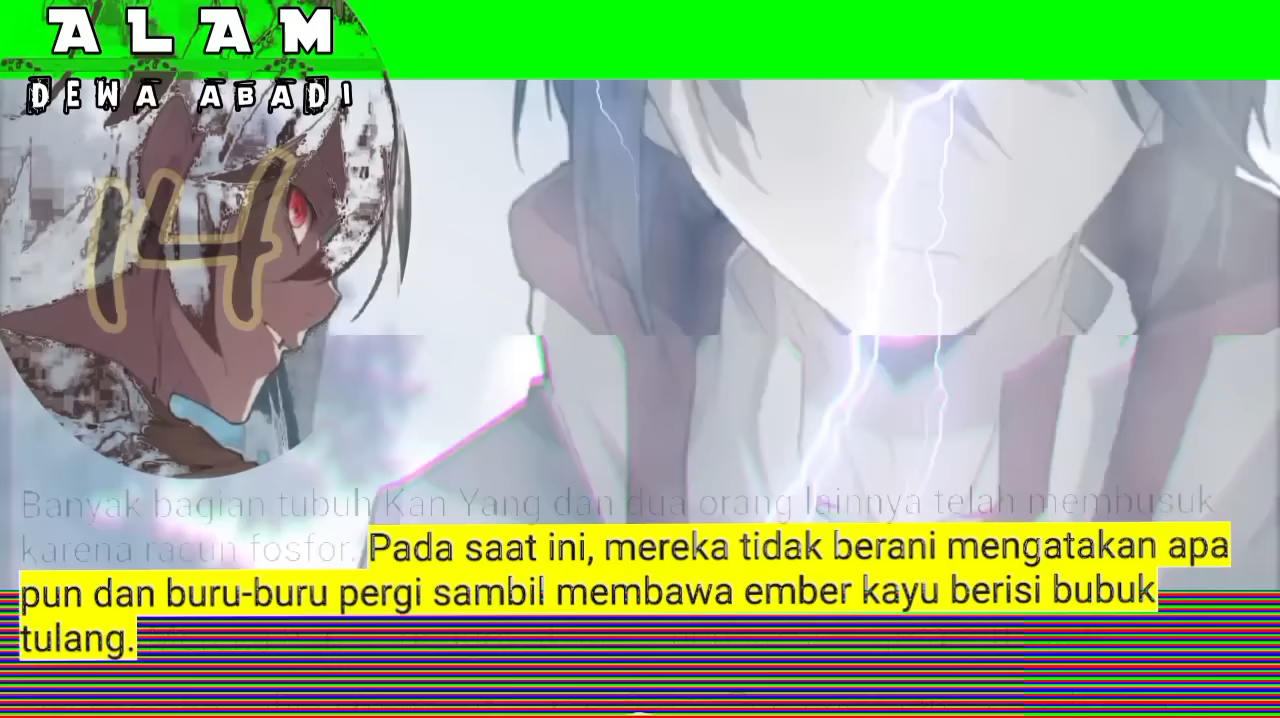 ALAM
DEWA ABADI
14
Banyak bagian tubuh Kan Yang dan dua orang lainnya telah membusuk
karena racun fosfor. Pada saat ini, mereka tidak berani mengatakan apa
pun dan buru-buru pergi sambil membawa ember kayu berisi bubuk
tulang.